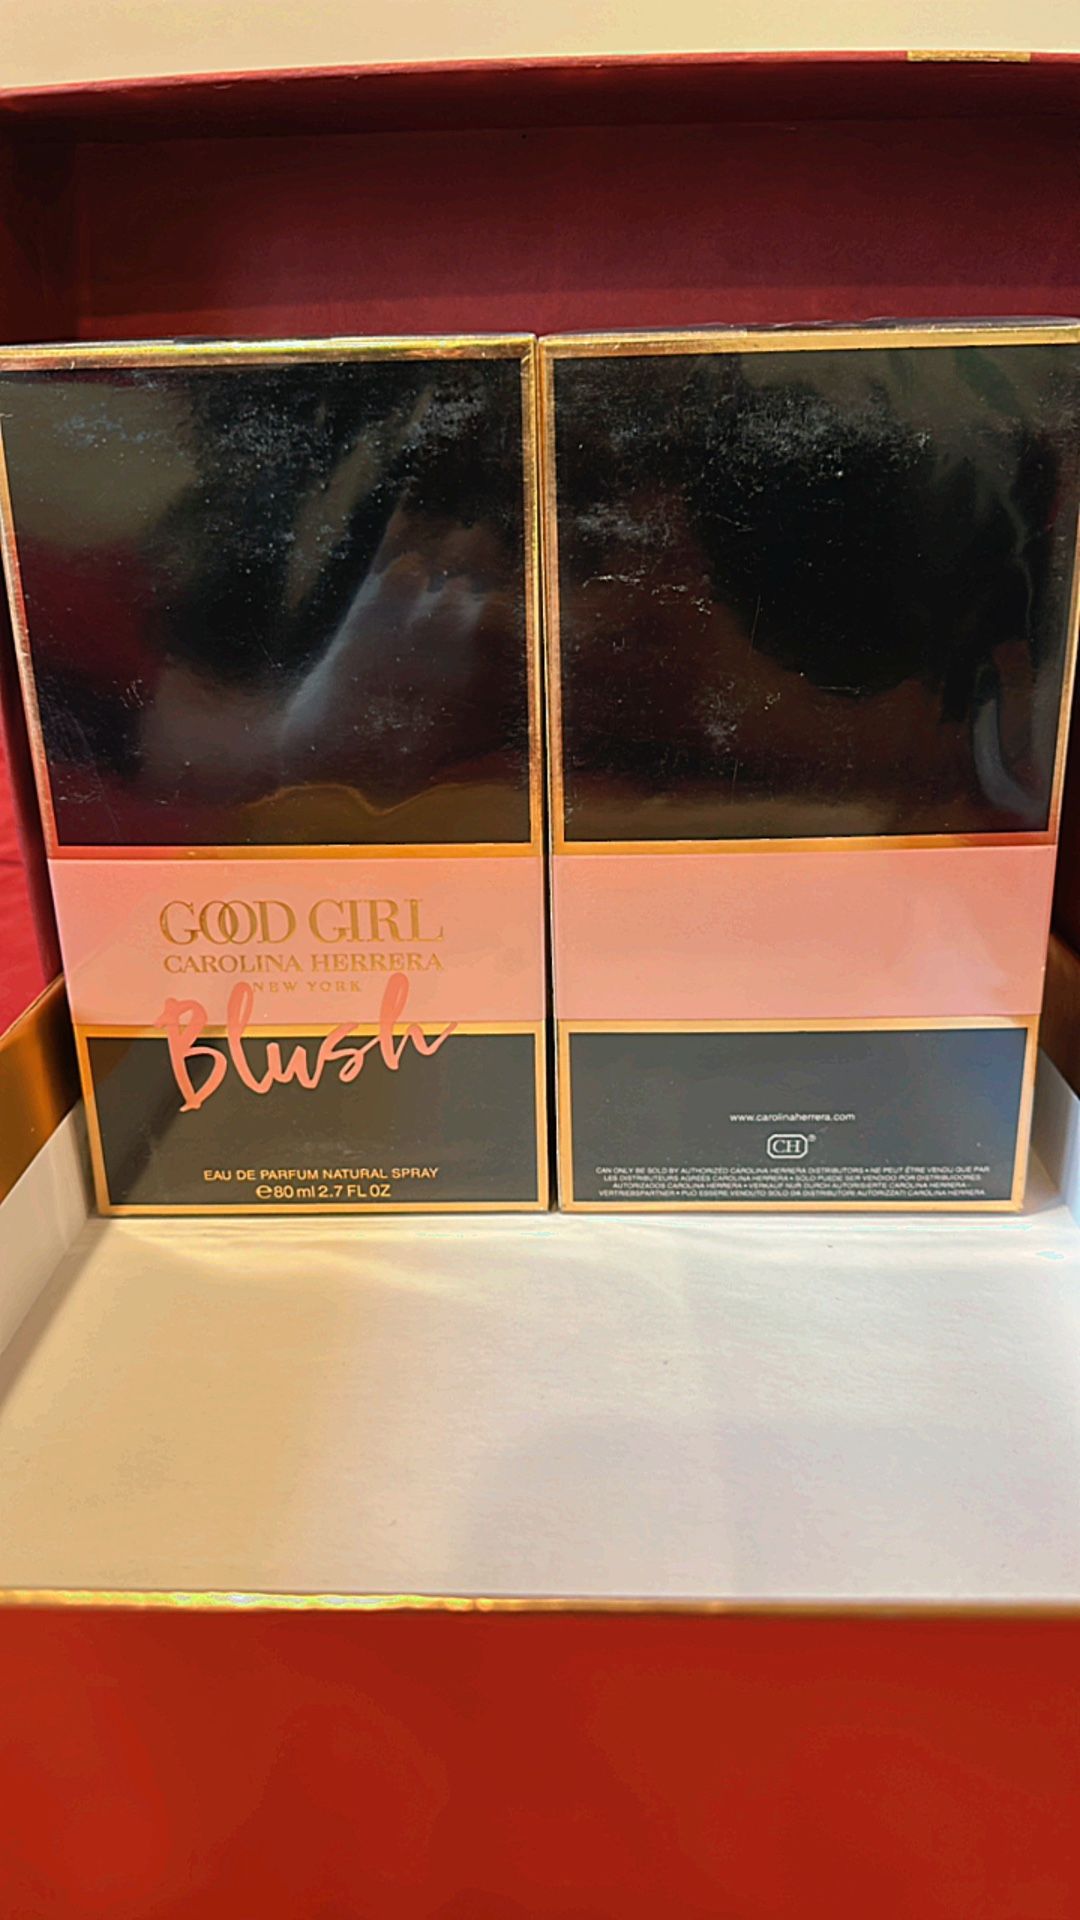 GOOD GIRL
CAROLINA HERRERA
NEW YORK
Blush
EAU DE PARFUM NATURAL SPRAY
℮80 ml 2.7 FL OZ
www.carolinaherrera.com
CH®
CAN ONLY BE SOLD BY AUTHORIZED CAROLINA HERRERA DISTRIBUTORS • NE PEUT ÊTRE VENDU QUE PAR
LES DISTRIBUTEURS AGRÉÉS CAROLINA HERRERA • SOLO PUEDE SER VENDIDO POR DISTRIBUIDORES
AUTORIZADOS CAROLINA HERRERA • VERKAUF NUR DURCH AUTORISIERTE CAROLINA HERRERA -
VERTRIEBSPARTNER • PUÒ ESSERE VENDUTO SOLO DA DISTRIBUTORI AUTORIZZATI CAROLINA HERRERA